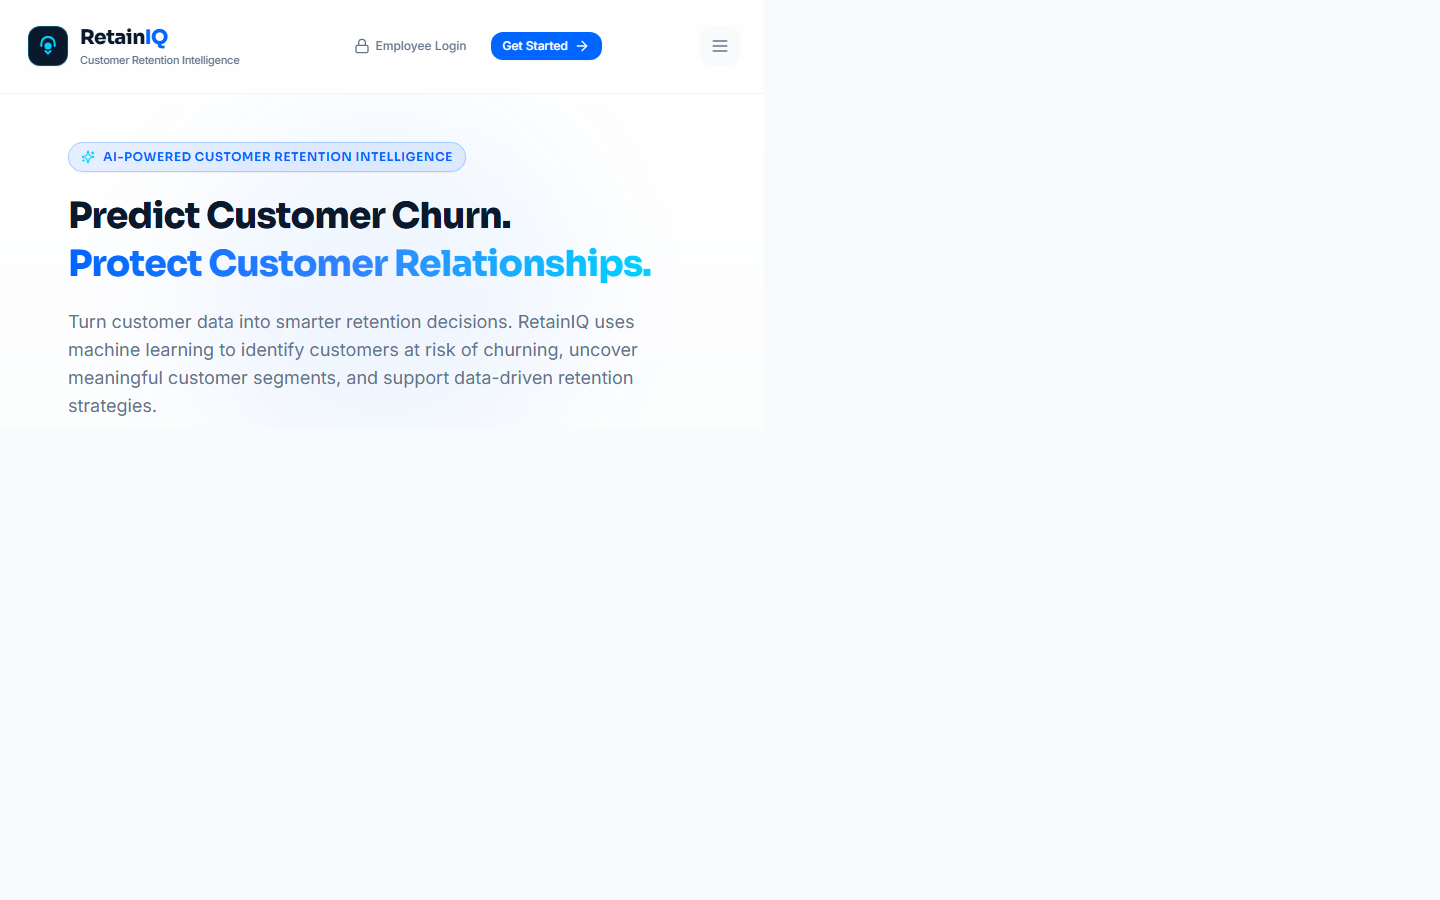 RetainIQ
Customer Retention Intelligence
Employee Login
Get Started
AI-POWERED CUSTOMER RETENTION INTELLIGENCE
Predict Customer Churn.
Protect Customer Relationships.
Turn customer data into smarter retention decisions. RetainIQ uses
machine learning to identify customers at risk of churning, uncover
meaningful customer segments, and support data-driven retention
strategies.